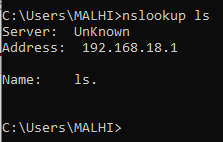 C:\Users\MALHI>nslookup ls
Server:  UnKnown
Address:  192.168.18.1
Name:    ls.
C:\Users\MALHI>